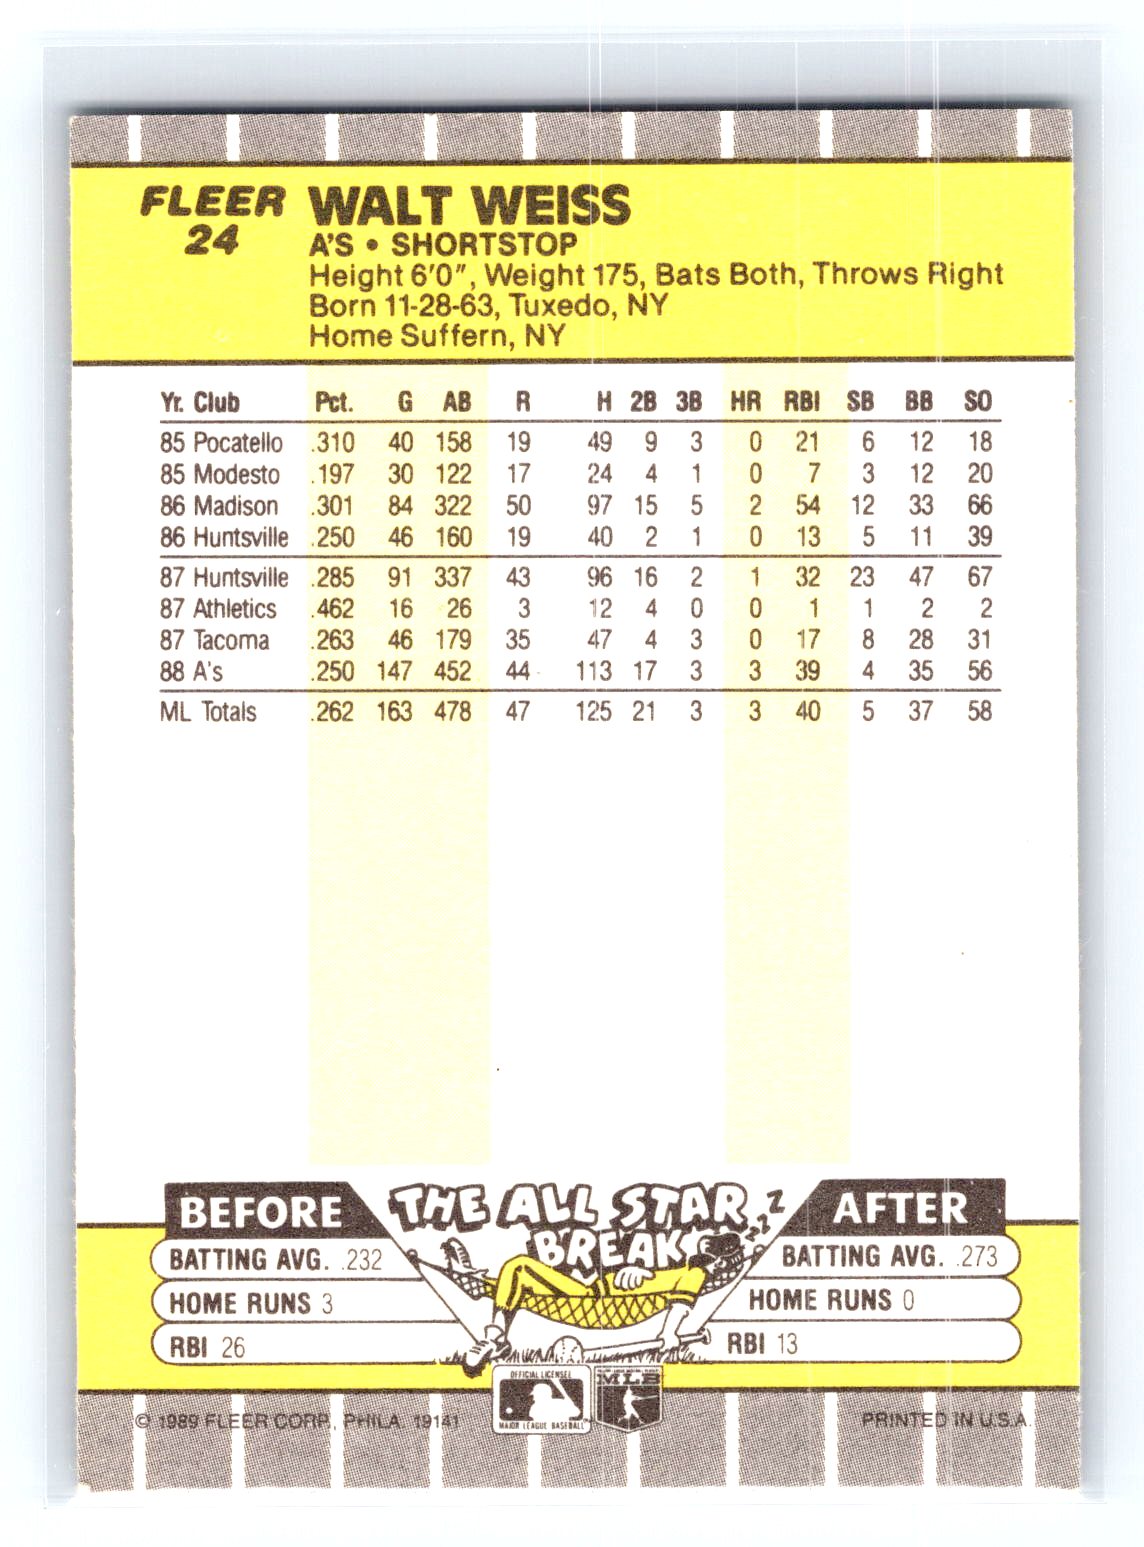 FLEER WALT WEISS
24 A'S • SHORTSTOP
Height 6'0", Weight 175, Bats Both, Throws Right
Born 11-28-63, Tuxedo, NY
Home Suffern, NY
Yr. Club Pct. G AB R H 2B 3B HR RBI SB BB SO
85 Pocatello .310 40 158 19 49 9 3 0 21 6 12 18
85 Modesto .197 30 122 17 24 4 1 0 7 3 12 20
86 Madison .301 84 322 50 97 15 5 2 54 12 33 66
86 Huntsville .250 46 160 19 40 2 1 0 13 5 11 39
87 Huntsville .285 91 337 43 96 16 2 1 32 23 47 67
87 Athletics .462 16 26 3 12 4 0 0 1 1 2 2
87 Tacoma .263 46 179 35 47 4 3 0 17 8 28 31
88 A's .250 147 452 44 113 17 3 3 39 4 35 56
ML Totals .262 163 478 47 125 21 3 3 40 5 37 58
BEFORE THE ALL STAR BREAK ZZZ AFTER
BATTING AVG. .232 BATTING AVG. .273
HOME RUNS 3 HOME RUNS 0
RBI 26 RBI 13
OFFICIAL LICENSEE MLB
MAJOR LEAGUE BASEBALL
© 1989 FLEER CORP., PHILA. 19141 PRINTED IN U.S.A.